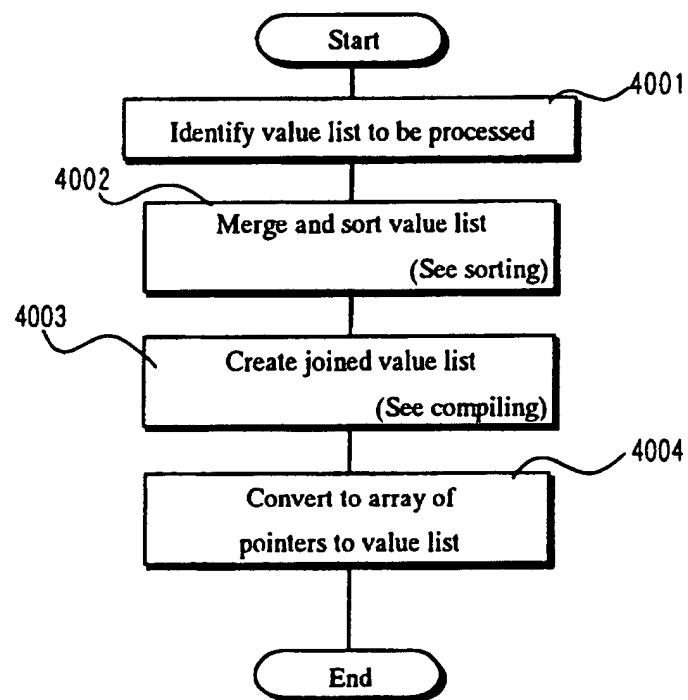 Start
4001
Identify value list to be processed
4002
Merge and sort value list
(See sorting)
4003
Create joined value list
(See compiling)
4004
Convert to array of
pointers to value list
End